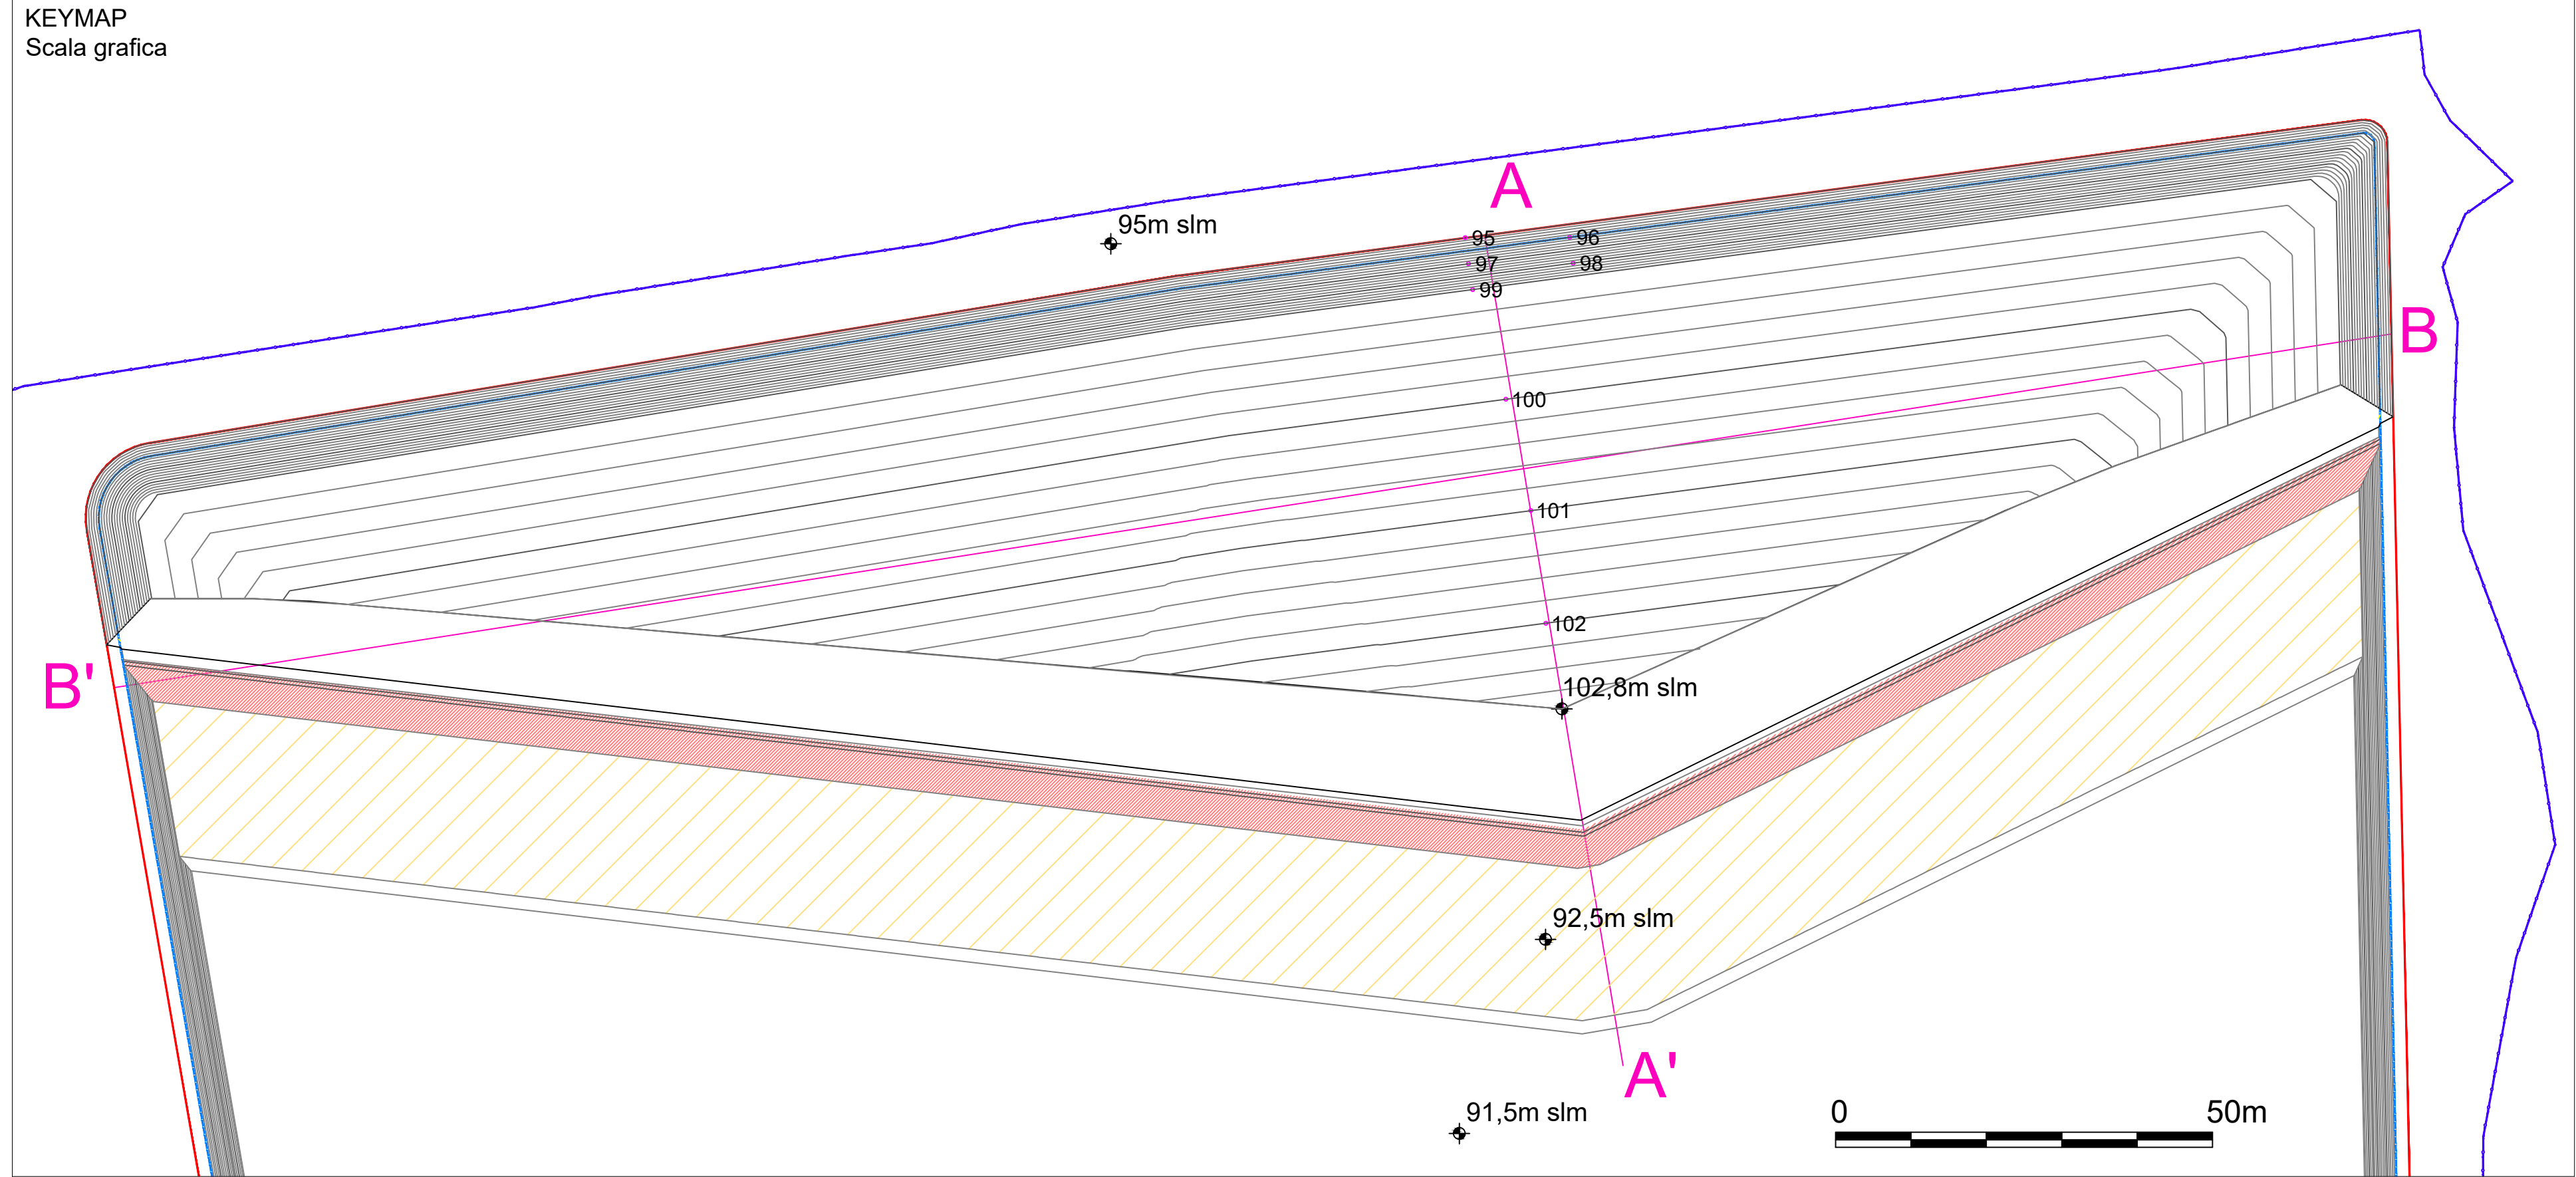 KEYMAP
Scala grafica
A
95m slm
95
96
97
98
99
B
100
101
102
B'
102,8m slm
92,5m slm
A'
91,5m slm
0
50m